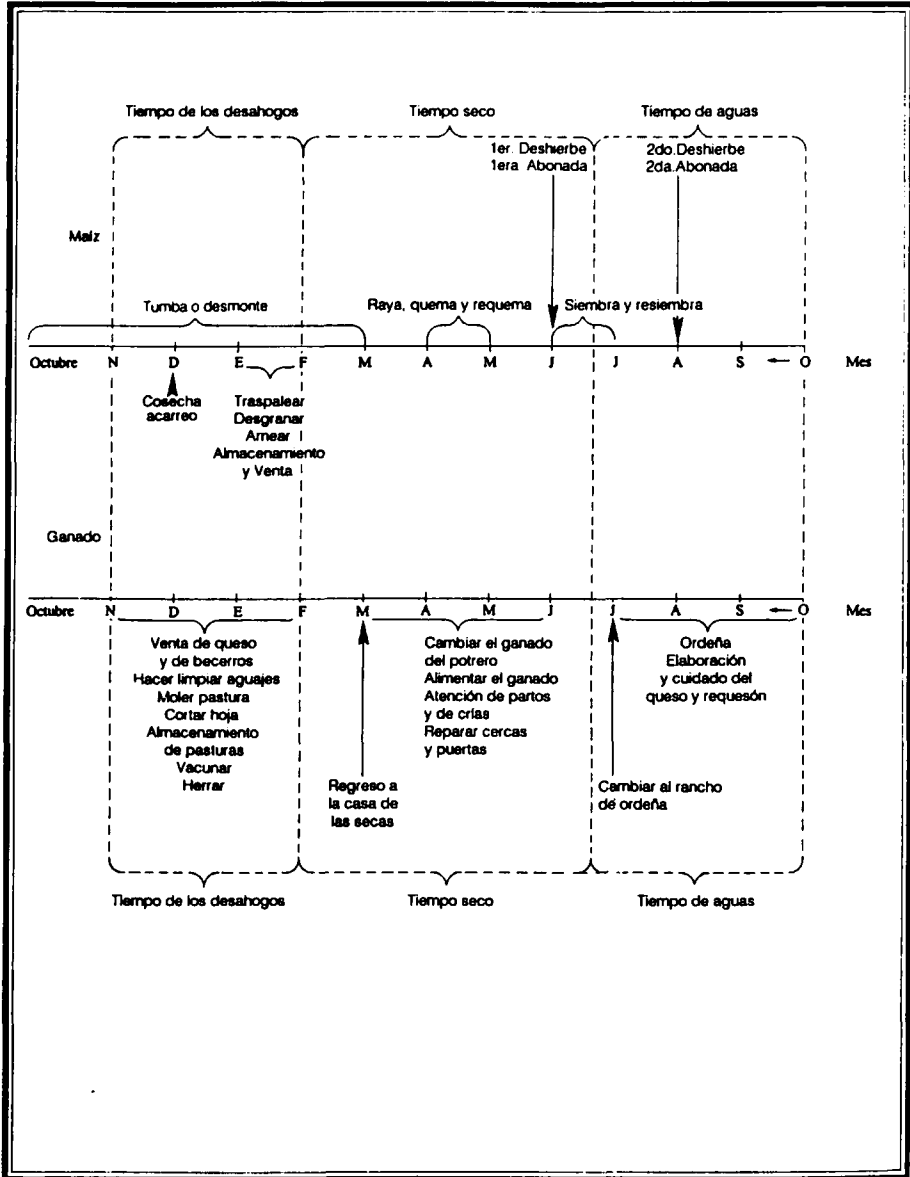 Tiempo de los desahogos
Tiempo seco
Tiempo de aguas
1er. Deshierbe
1era Abonada
2do.Deshierbe
2da.Abonada
Maíz
Tumba o desmonte
Raya, quema y requema
Siembra y resiembra
Octubre N D E F M A M J J A S O Mes
Cosecha
acarreo
Traspalear
Desgranar
Arnear
Almacenamiento
y Venta
Ganado
Octubre N D E F M A M J J A S O Mes
Venta de queso
y de becerros
Hacer limpiar aguajes
Moler pastura
Cortar hoja
Almacenamiento
de pasturas
Vacunar
Herrar
Regreso a
la casa de
las secas
Cambiar el ganado
del potrero
Alimentar el ganado
Atención de partos
y de crías
Reparar cercas
y puertas
Cambiar al rancho
de ordeña
Ordeña
Elaboración
y cuidado del
queso y requesón
Tiempo de los desahogos
Tiempo seco
Tiempo de aguas